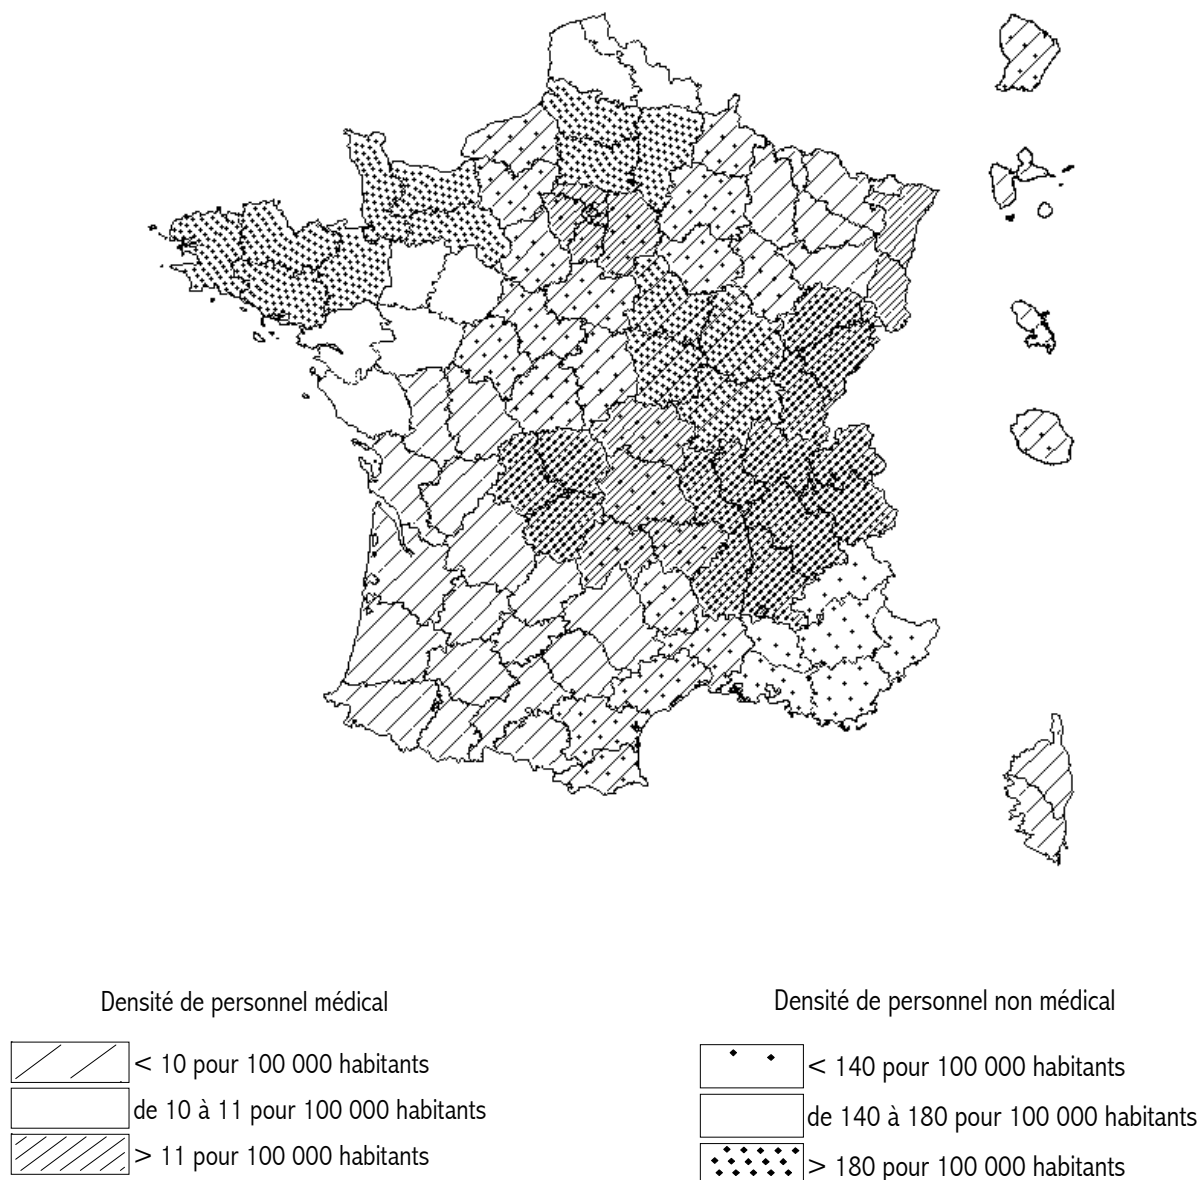 Densité de personnel médical
< 10 pour 100 000 habitants
de 10 à 11 pour 100 000 habitants
> 11 pour 100 000 habitants
Densité de personnel non médical
< 140 pour 100 000 habitants
de 140 à 180 pour 100 000 habitants
> 180 pour 100 000 habitants